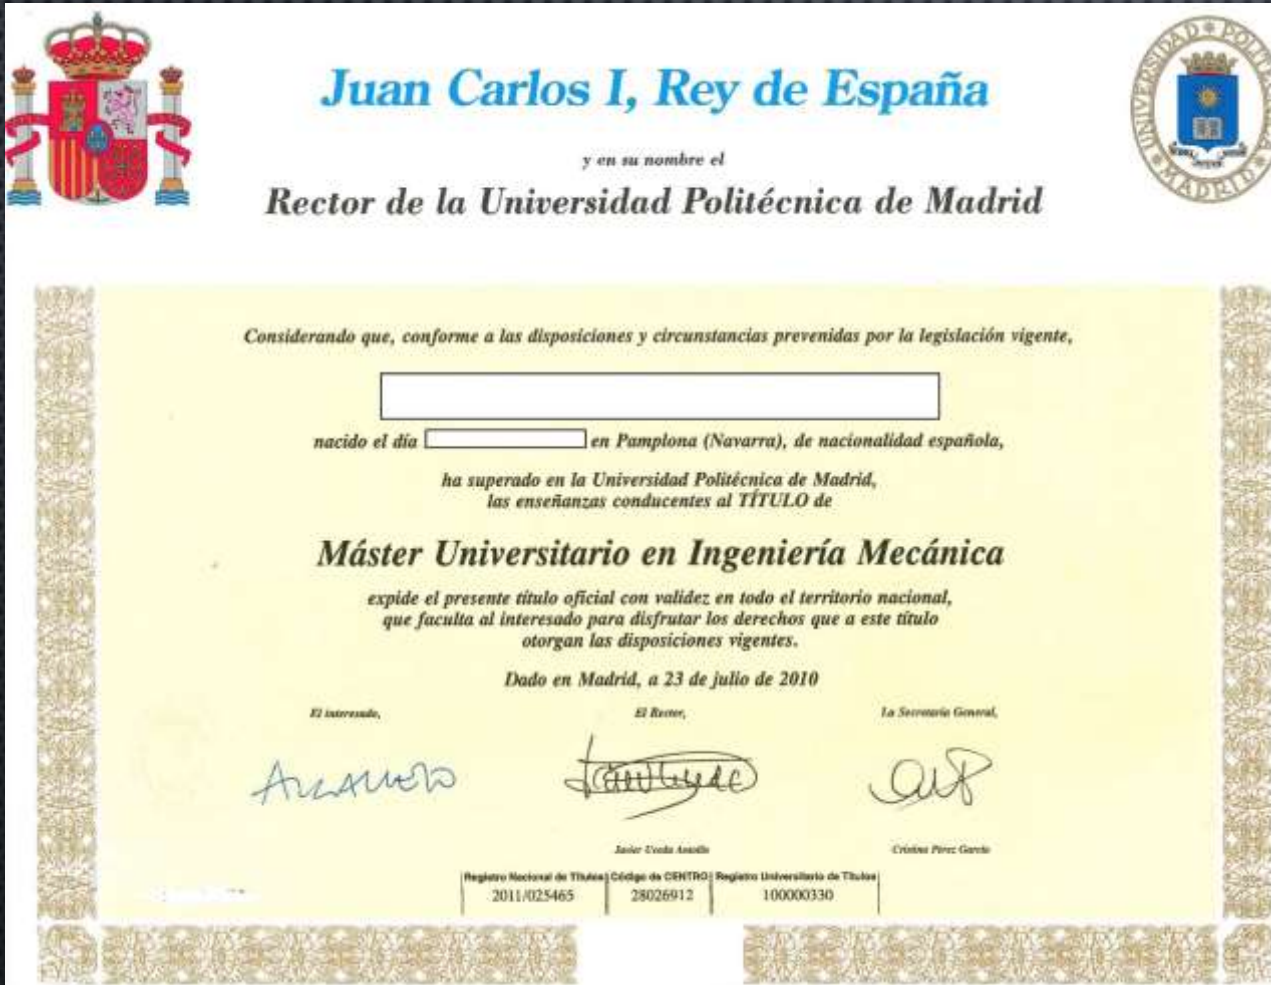 Juan Carlos I, Rey de España
UNIVERSIDAD POLITÉCNICA
MADRID
y en su nombre el
Rector de la Universidad Politécnica de Madrid
Considerando que, conforme a las disposiciones y circunstancias prevenidas por la legislación vigente,
nacido el día en Pamplona (Navarra), de nacionalidad española,
ha superado en la Universidad Politécnica de Madrid,
las enseñanzas conducentes al TÍTULO de
Máster Universitario en Ingeniería Mecánica
expide el presente título oficial con validez en todo el territorio nacional,
que faculta al interesado para disfrutar los derechos que a este título
otorgan las disposiciones vigentes.
Dado en Madrid, a 23 de julio de 2010
El interesado, El Rector, La Secretaria General,
Javier Uceda Antolín Cristina Pérez García
Registro Nacional de Títulos Código de CENTRO Registro Universitario de Títulos
2011/025465 28026912 100000330